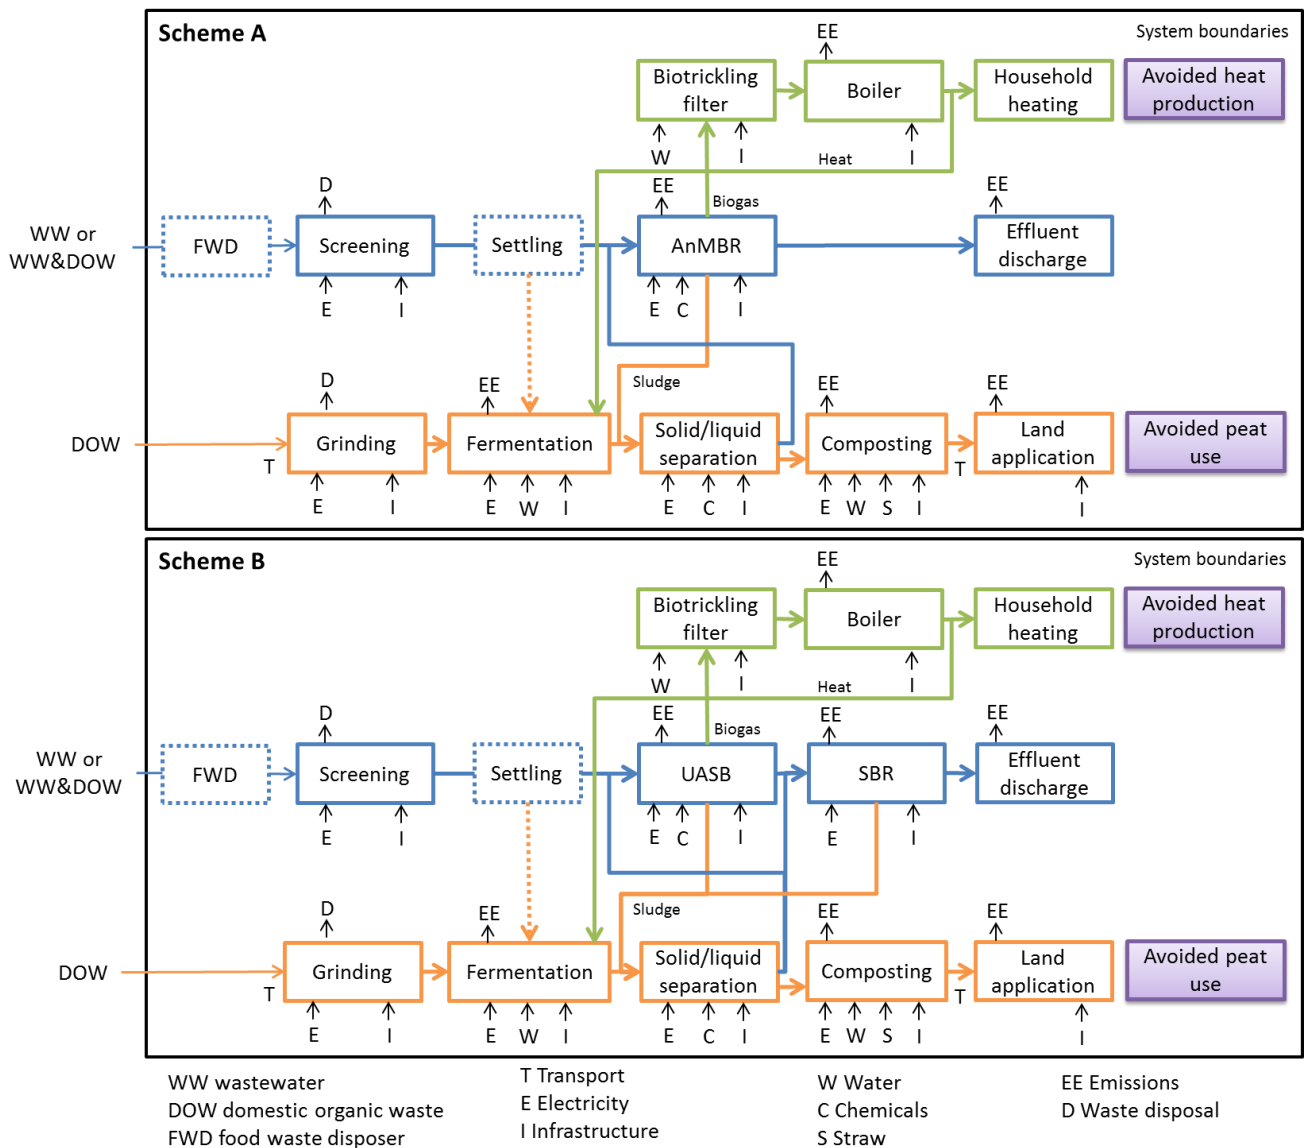 Scheme A
System boundaries
EE
Biotrickling
filter
Boiler
Household
heating
Avoided heat
production
W
I
I
Heat
D
EE
Biogas
EE
WW or
WW&DOW
FWD
Screening
Settling
AnMBR
Effluent
discharge
E
I
E
C
I
D
EE
Sludge
EE
EE
DOW
T
Grinding
Fermentation
Solid/liquid
separation
Composting
T
Land
application
Avoided peat
use
E
I
E
W
I
E
C
I
E
W
S
I
I
Scheme B
System boundaries
EE
Biotrickling
filter
Boiler
Household
heating
Avoided heat
production
W
I
I
Heat
D
EE
Biogas
EE
EE
WW or
WW&DOW
FWD
Screening
Settling
UASB
SBR
Effluent
discharge
E
I
E
C
I
E
I
D
EE
Sludge
EE
EE
DOW
T
Grinding
Fermentation
Solid/liquid
separation
Composting
T
Land
application
Avoided peat
use
E
I
E
W
I
E
C
I
E
W
S
I
I
WW wastewater
DOW domestic organic waste
FWD food waste disposer
T Transport
E Electricity
I Infrastructure
W Water
C Chemicals
S Straw
EE Emissions
D Waste disposal